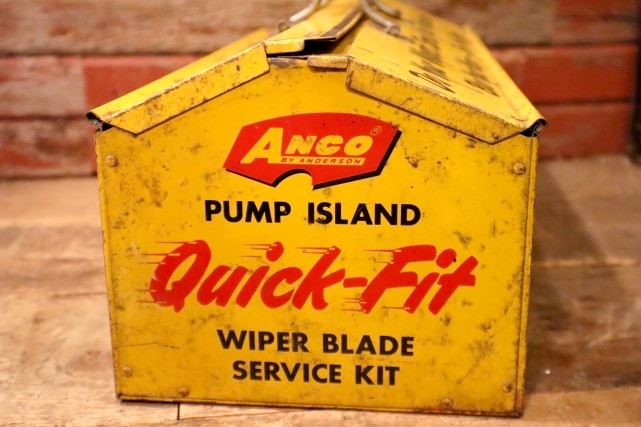 ANCO®
BY ANDERSON
PUMP ISLAND
Quick-Fit
WIPER BLADE
SERVICE KIT